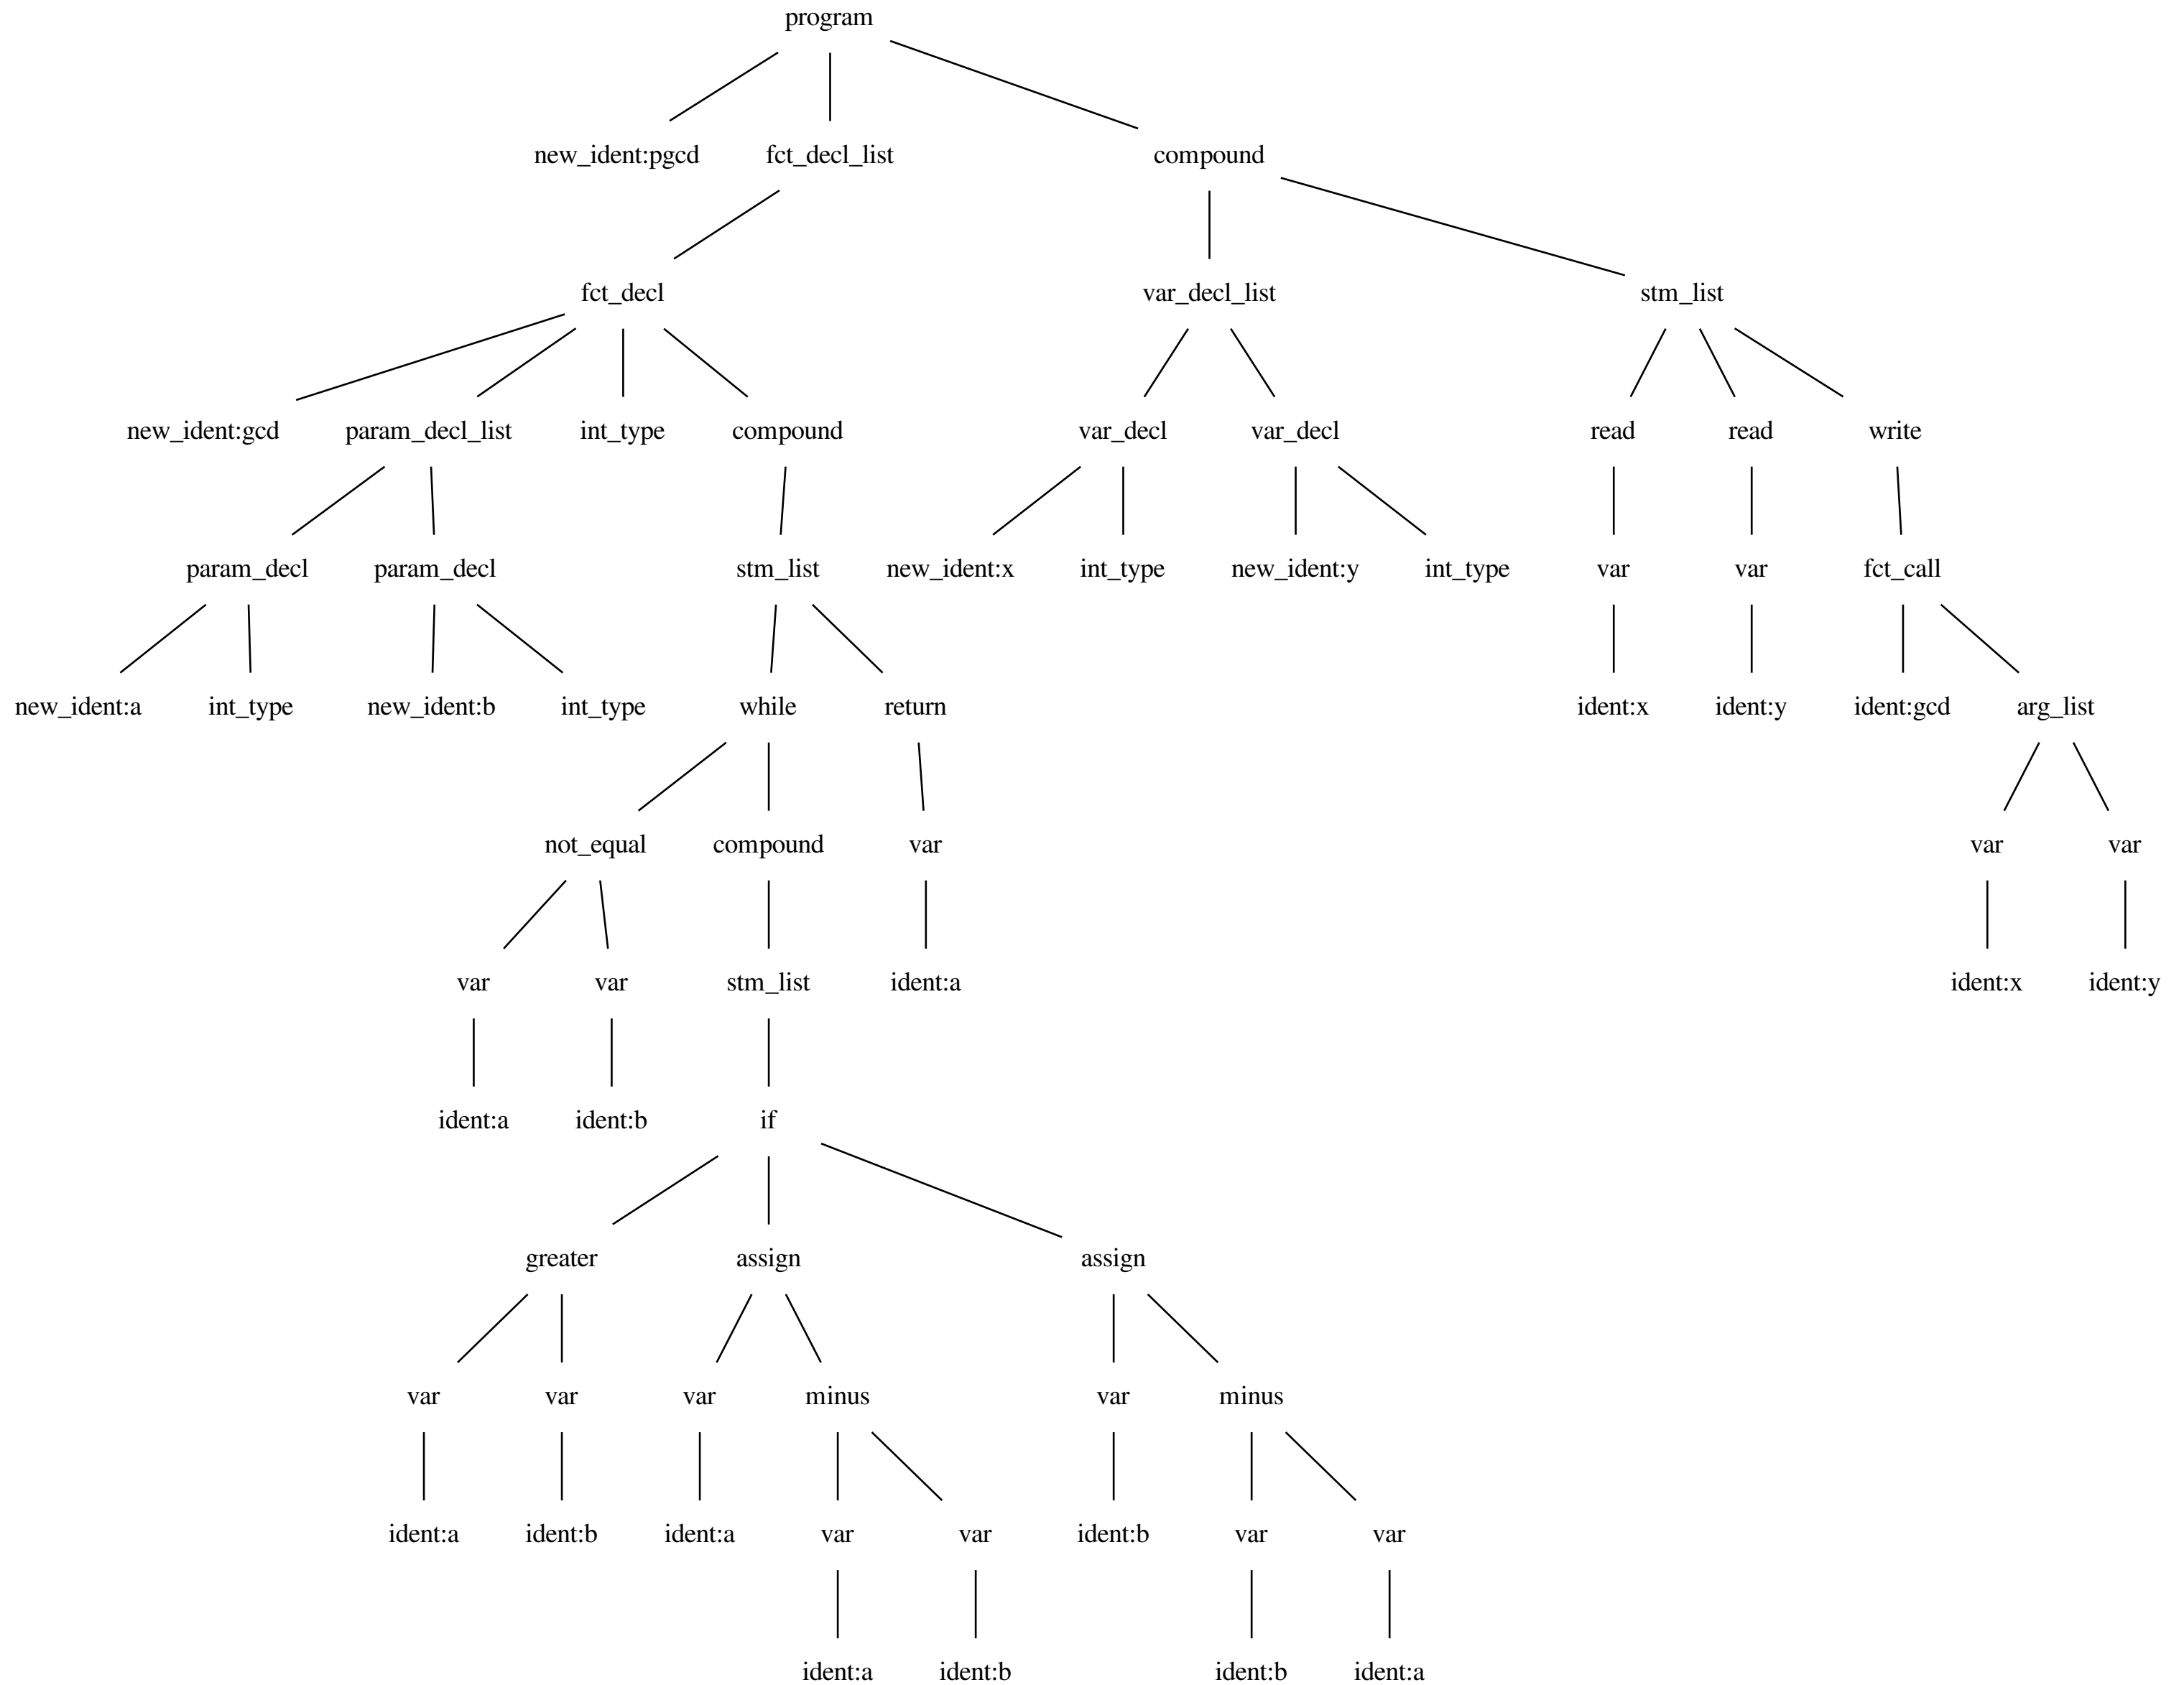 program
new_ident:pgcd fct_decl_list compound
fct_decl var_decl_list stm_list
new_ident:gcd param_decl_list int_type compound var_decl var_decl read read write
param_decl param_decl stm_list new_ident:x int_type new_ident:y int_type var var fct_call
new_ident:a int_type new_ident:b int_type while return ident:x ident:y ident:gcd arg_list
not_equal compound var var var
var var stm_list ident:a ident:x ident:y
ident:a ident:b if
greater assign assign
var var var minus var minus
ident:a ident:b ident:a var var ident:b var var
ident:a ident:b ident:b ident:a